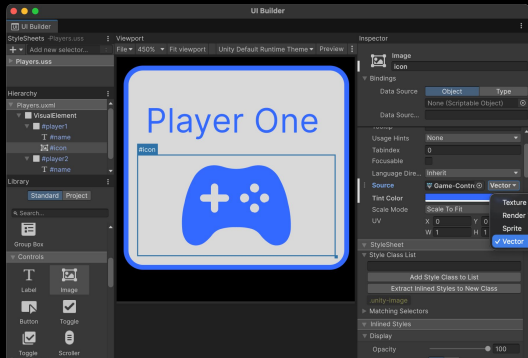 UI Builder
UI Builder
StyleSheets Players.uss
Add new selector...
Players.uss
Hierarchy
Players.uxml
VisualElement
#player1
#name
#icon
#player2
#name
Library
Standard Project
Search...
Group Box
Controls
Label Image
Button Toggle
Toggle Scroller
Viewport
File 450% Fit viewport Unity Default Runtime Theme Preview
Player One
#icon
Inspector
Image
icon
Bindings
Data Source Object Type
None (Scriptable Object)
Data Sourc...
Usage Hints None
Tabindex 0
Focusable
Language Dire... Inherit
Source Game-Contr Vector
Tint Color
Scale Mode Scale To Fit
UV X 0 Y 0
W 1 H 1
Texture
Render
Sprite
✓ Vector
StyleSheet
Style Class List
Add Style Class to List
Extract Inlined Styles to New Class
.unity-image
Matching Selectors
Inlined Styles
Display
Opacity 100